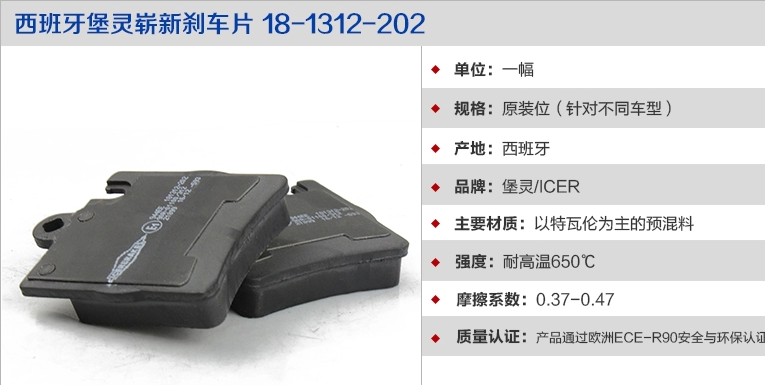 西班牙堡灵崭新刹车片 18-1312-202
单位：一幅
规格：原装位（针对不同车型）
产地：西班牙
品牌：堡灵/ICER
主要材质：以特瓦伦为主的预混料
强度：耐高温650℃
摩擦系数：0.37-0.47
质量认证：产品通过欧洲ECE-R90安全与环保认证
181312-202